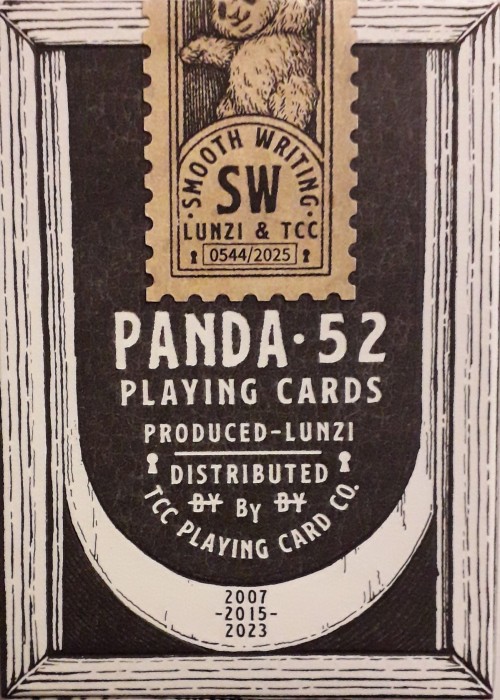 ·SMOOTH WRITING·
SW
LUNZI & TCC
0544/2025
PANDA·52
PLAYING CARDS
PRODUCED-LUNZI
DISTRIBUTED
BY By BY
TCC PLAYING CARD CO.
2007
-2015-
2023